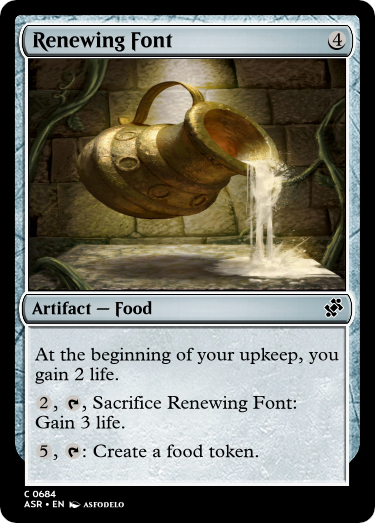 Renewing Font 4
Artifact — Food
At the beginning of your upkeep, you
gain 2 life.
2, , Sacrifice Renewing Font:
Gain 3 life.
5, : Create a food token.
C 0684
ASR • EN ASFODELO